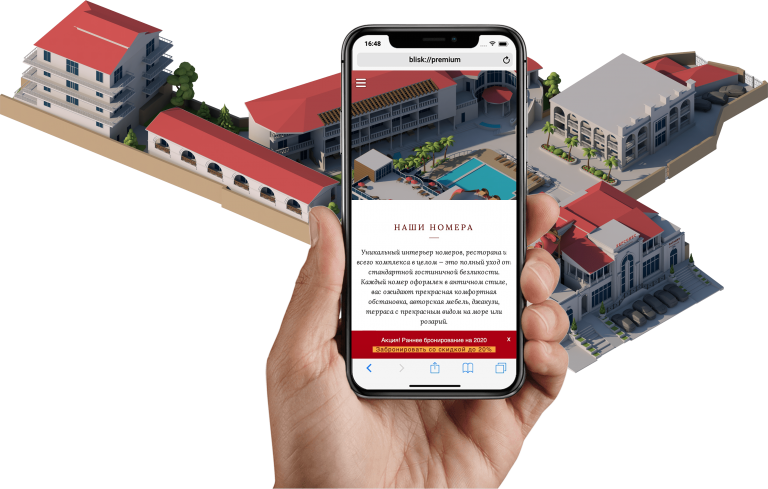 16:48
blisk://premium
НАШИ НОМЕРА
Уникальный интерьер номеров, ресторана и
всего комплекса в целом – это полный уход от
стандартной гостиничной безликости.
Каждый номер оформлен в античном стиле,
вас ожидают прекрасная комфортная
обстановка, авторская мебель, джакузи,
терраса с прекрасным видом на море или
розарий.
Акция! Раннее бронирование на 2020
x
Забронировать со скидкой до 20%